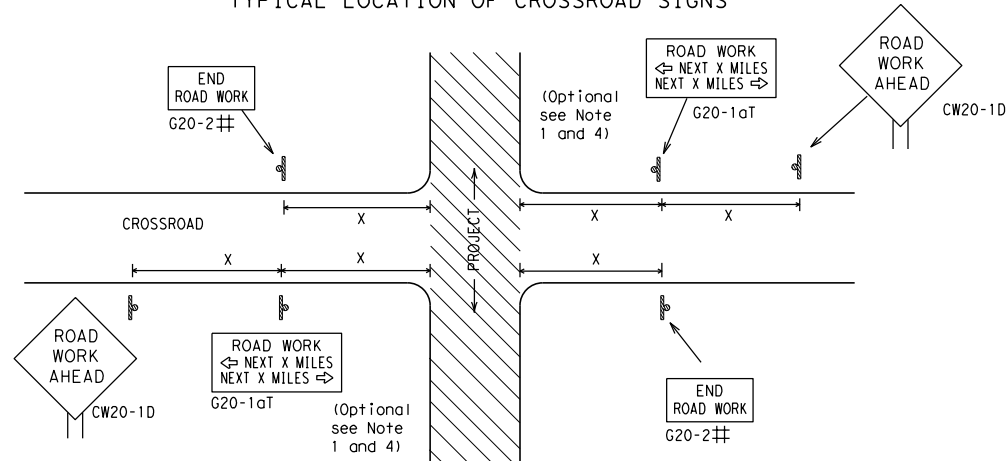 TYPICAL LOCATION OF CROSSROAD SIGNS
END
ROAD WORK
G20-2#
(Optional
see Note
1 and 4)
ROAD WORK
⇦ NEXT X MILES
NEXT X MILES ⇨
G20-1aT
ROAD
WORK
AHEAD
CW20-1D
CROSSROAD
X
X
X
PROJECT
X
X
X
ROAD
WORK
AHEAD
CW20-1D
ROAD WORK
⇦ NEXT X MILES
NEXT X MILES ⇨
G20-1aT
(Optional
see Note
1 and 4)
END
ROAD WORK
G20-2#